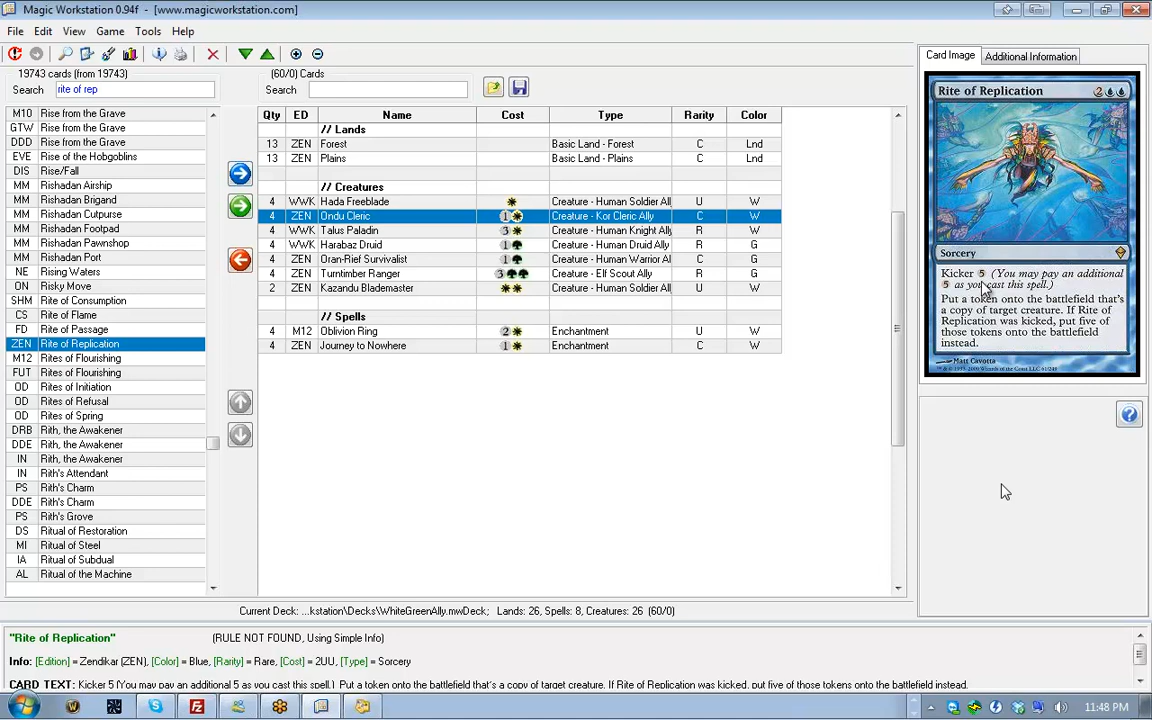 Magic Workstation 0.94f - [www.magicworkstation.com]
File Edit View Game Tools Help
19743 cards (from 19743)
Search rite of rep
(60/0) Cards
Search
M10 Rise from the Grave
GTW Rise from the Grave
DDD Rise from the Grave
EVE Rise of the Hobgoblins
DIS Rise/Fall
MM Rishadan Airship
MM Rishadan Brigand
MM Rishadan Cutpurse
MM Rishadan Footpad
MM Rishadan Pawnshop
MM Rishadan Port
NE Rising Waters
ON Risky Move
SHM Rite of Consumption
CS Rite of Flame
FD Rite of Passage
ZEN Rite of Replication
M12 Rites of Flourishing
FUT Rites of Flourishing
OD Rites of Initiation
OD Rites of Refusal
OD Rites of Spring
DRB Rith, the Awakener
DDE Rith, the Awakener
IN Rith, the Awakener
IN Rith's Attendant
PS Rith's Charm
DDE Rith's Charm
PS Rith's Grove
DS Ritual of Restoration
MI Ritual of Steel
IA Ritual of Subdual
AL Ritual of the Machine
Qty ED Name Cost Type Rarity Color
// Lands
13 ZEN Forest Basic Land - Forest C Lnd
13 ZEN Plains Basic Land - Plains C Lnd
// Creatures
4 WWK Hada Freeblade Creature - Human Soldier All U W
4 ZEN Ondu Cleric 1 Creature - Kor Cleric Ally C W
4 WWK Talus Paladin 3 Creature - Human Knight Ally R W
4 WWK Harabaz Druid 1 Creature - Human Druid Ally R G
4 ZEN Oran-Rief Survivalist 1 Creature - Human Warrior Al C G
4 ZEN Turntimber Ranger 3 Creature - Elf Scout Ally R G
2 ZEN Kazandu Blademaster Creature - Human Soldier All U W
// Spells
4 M12 Oblivion Ring 2 Enchantment U W
4 ZEN Journey to Nowhere 1 Enchantment C W
Card Image Additional Information
Rite of Replication 2
Sorcery
Kicker 5 (You may pay an additional
5 as you cast this spell.)
Put a token onto the battlefield that's
a copy of target creature. If Rite of
Replication was kicked, put five of
those tokens onto the battlefield
instead.
Matt Cavotta
Current Deck: ...kstation\Decks\WhiteGreenAlly.mwDeck; Lands: 26, Spells: 8, Creatures: 26 (60/0)
"Rite of Replication" (RULE NOT FOUND, Using Simple Info)
Info: [Edition] = Zendikar (ZEN), [Color] = Blue, [Rarity] = Rare, [Cost] = 2UU, [Type] = Sorcery
CARD TEXT: Kicker 5 (You may pay an additional 5 as you cast this spell.) Put a token onto the battlefield that's a copy of target creature. If Rite of Replication was kicked, put five of those tokens onto the battlefield instead.
11:48 PM